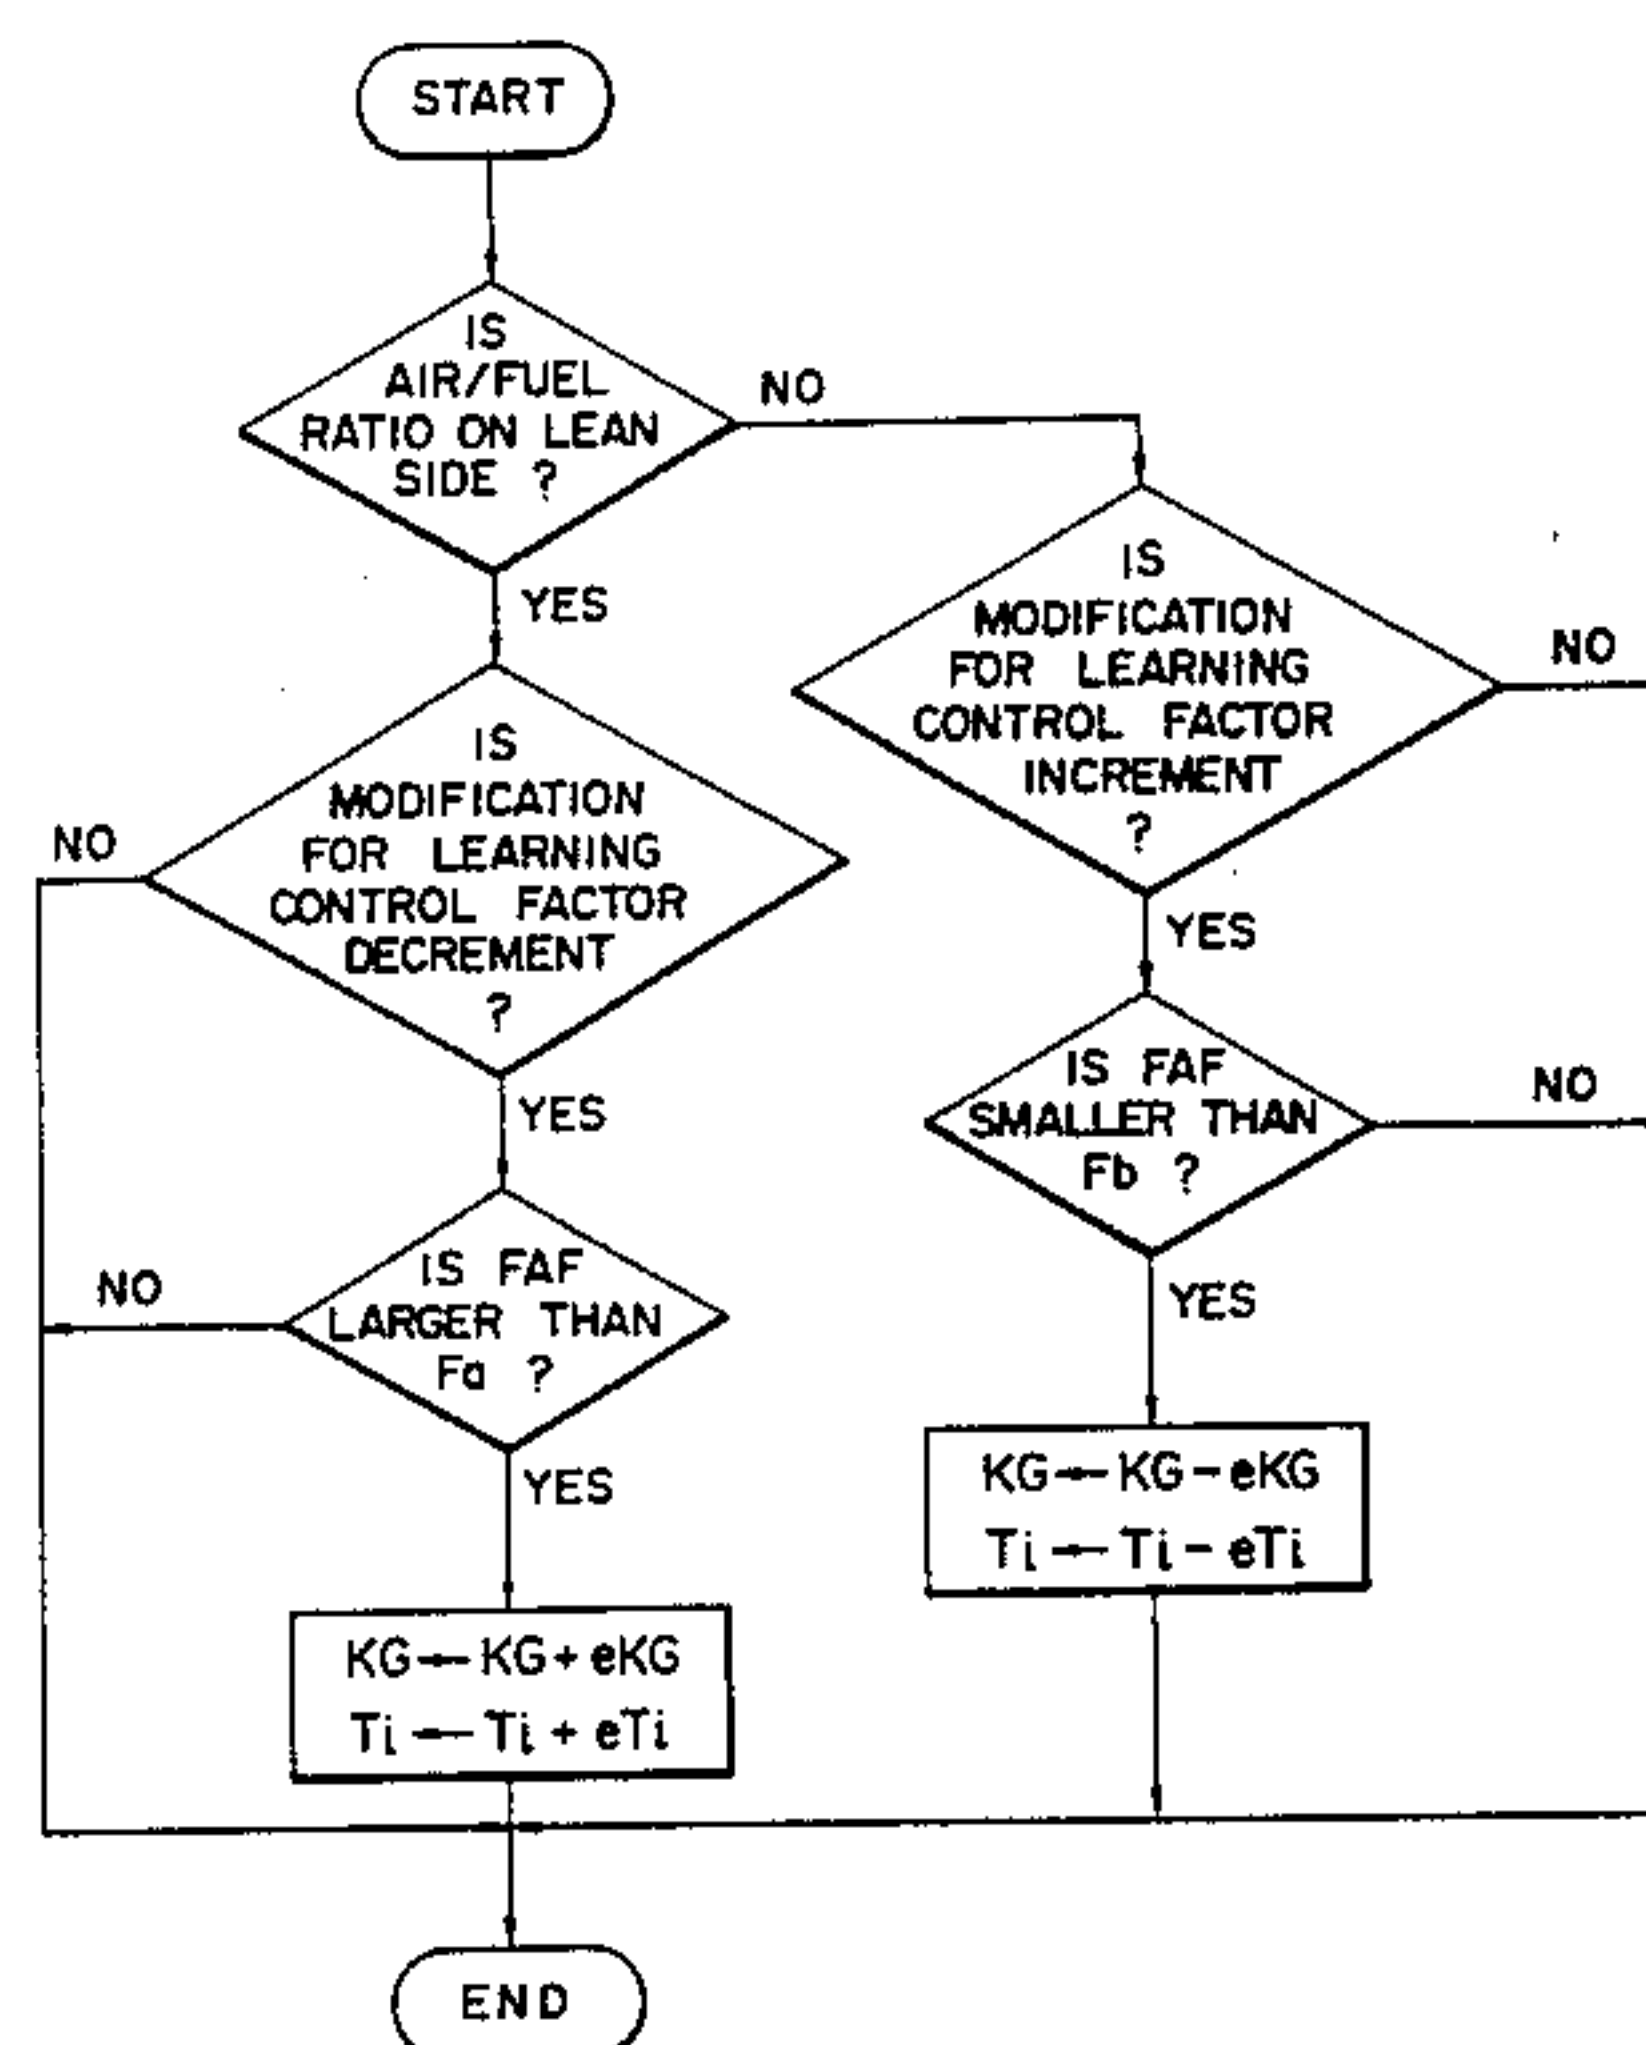 START
IS
AIR/FUEL
RATIO ON LEAN
SIDE ?
NO
YES
IS
MODIFICATION
FOR LEARNING
CONTROL FACTOR
INCREMENT
?
NO
YES
IS
MODIFICATION
FOR LEARNING
CONTROL FACTOR
DECREMENT
?
NO
YES
IS FAF
SMALLER THAN
Fb ?
NO
YES
IS FAF
LARGER THAN
Fa ?
NO
YES
KG ← KG − eKG
Ti ← Ti − eTi
KG ← KG + eKG
Ti ← Ti + eTi
END